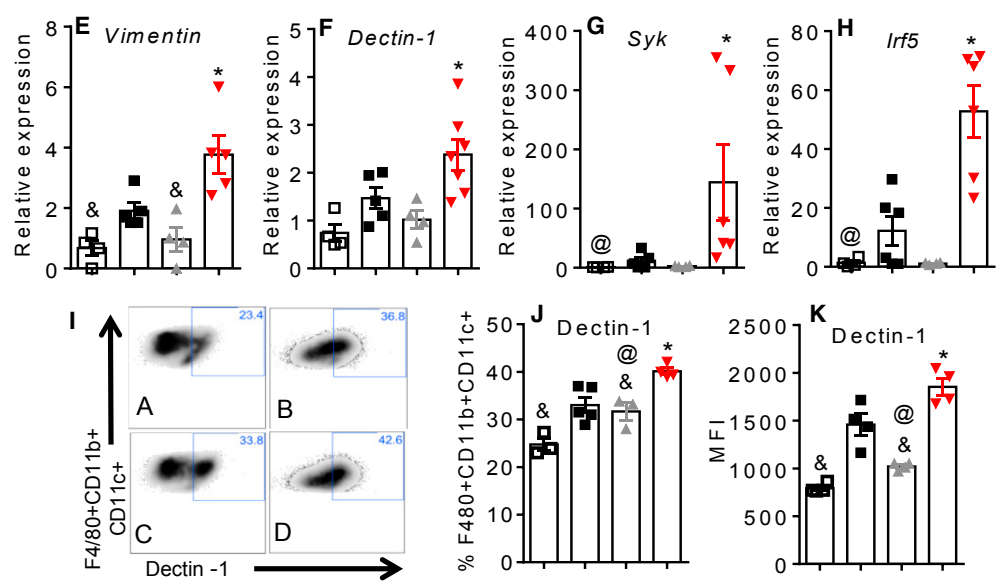 E Vimentin
Relative expression
8
6
4
2
0
&
&
*
F Dectin-1
Relative expression
5
4
3
2
1
0
*
G Syk
Relative expression
400
300
200
100
0
@
*
H Irf5
Relative expression
80
60
40
20
0
@
*
I
F4/80+CD11b+
CD11c+
23.4
A
36.8
B
33.8
C
42.6
D
Dectin -1
J Dectin-1
% F480+CD11b+CD11c+
50
40
30
20
10
0
&
@
&
*
K Dectin-1
MFI
2500
2000
1500
1000
500
0
&
@
&
*